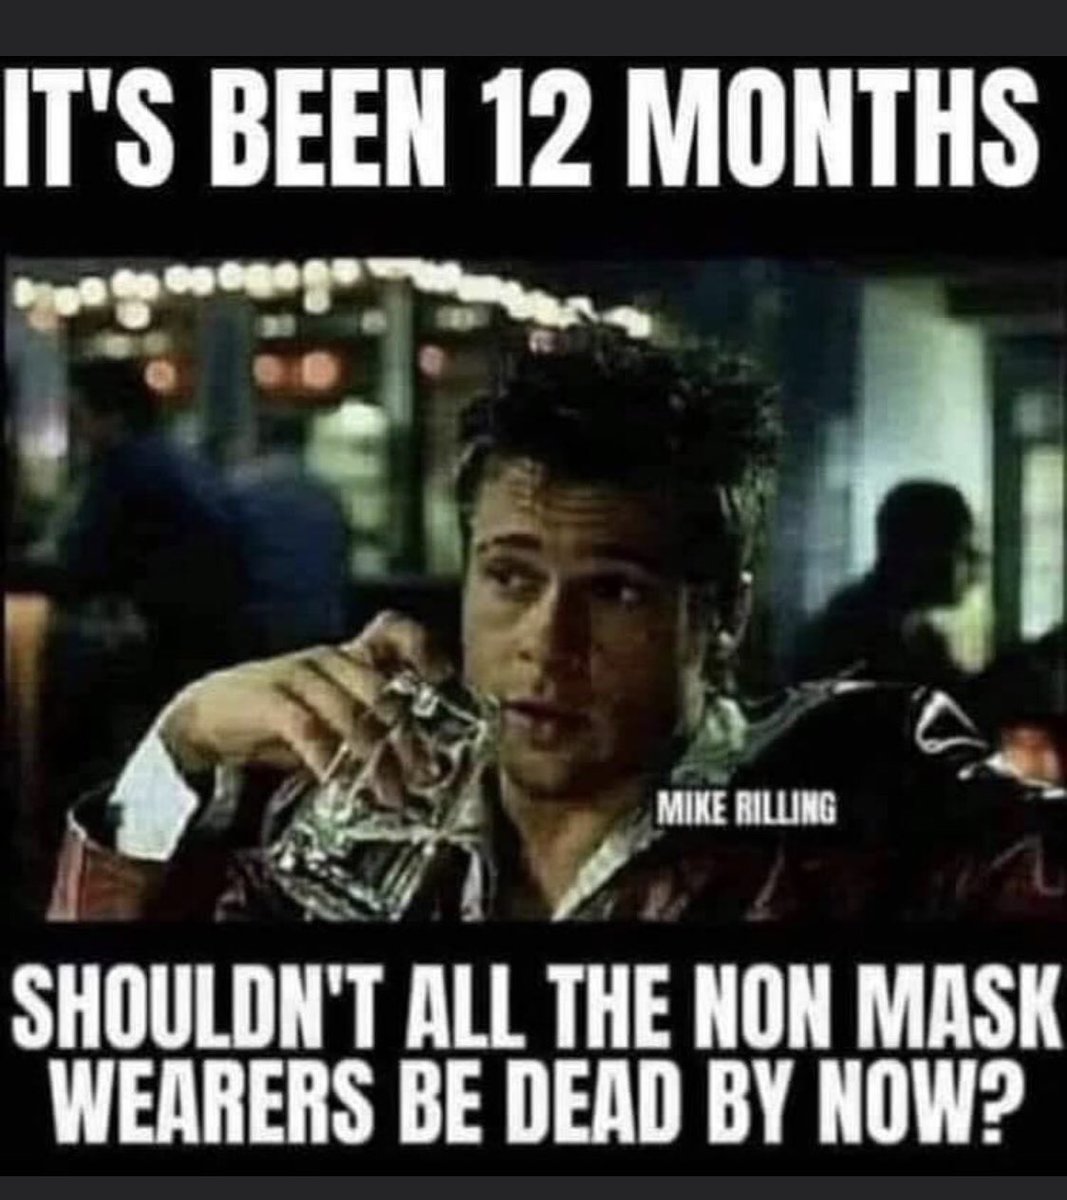 IT'S BEEN 12 MONTHS
MIKE RILLING
SHOULDN'T ALL THE NON MASK
WEARERS BE DEAD BY NOW?